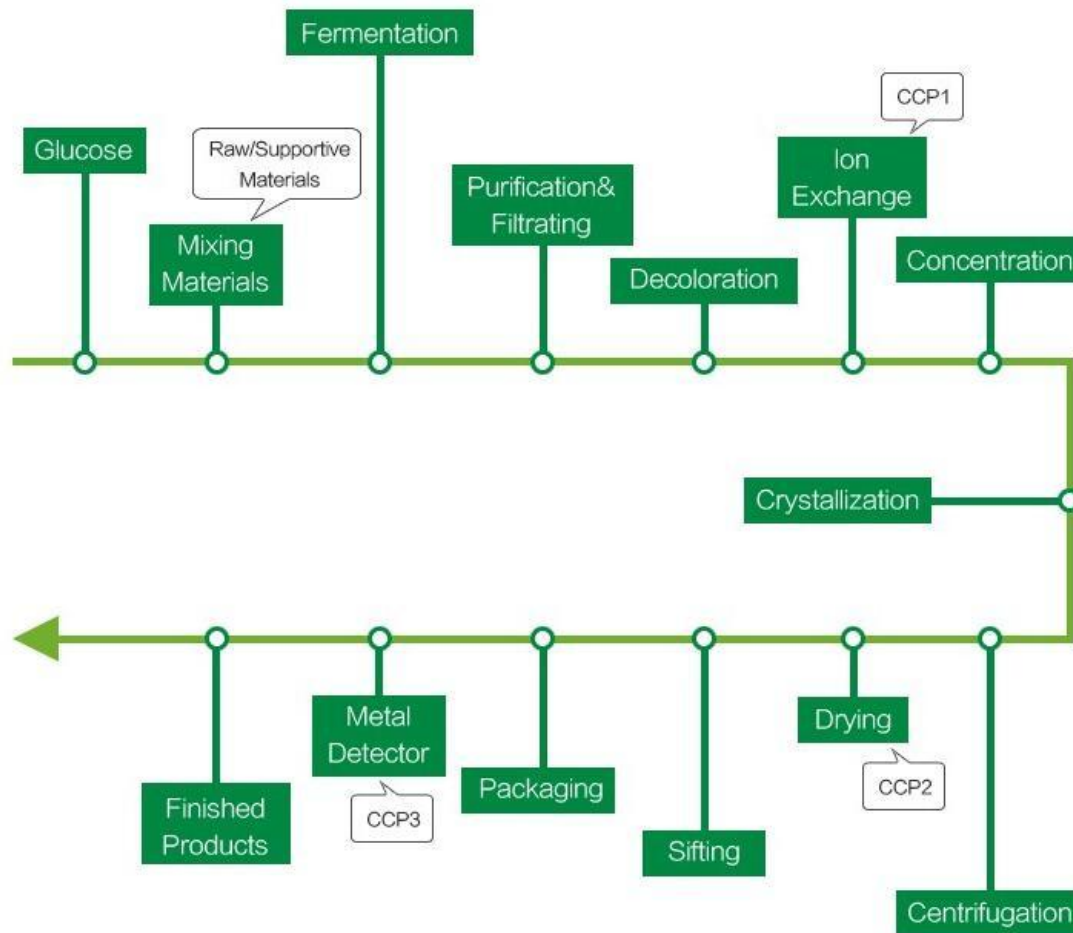 Glucose
Raw/Supportive
Materials
Mixing
Materials
Fermentation
Purification&
Filtrating
Decoloration
CCP1
Ion
Exchange
Concentration
Crystallization
Centrifugation
Drying
CCP2
Sifting
Packaging
Metal
Detector
CCP3
Finished
Products